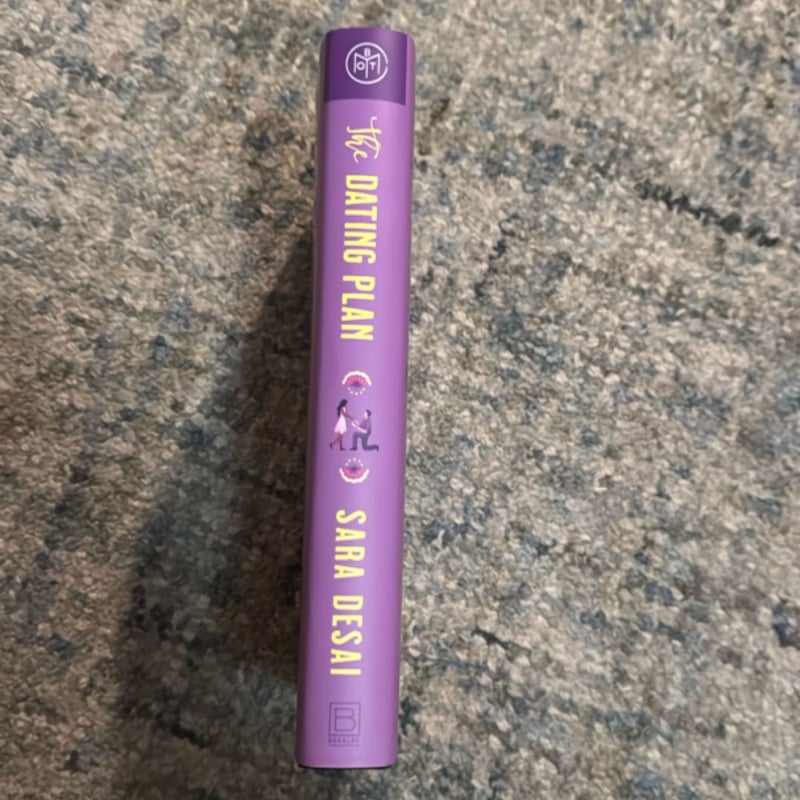 BOTM
the DATING PLAN
SARA DESAI
B
BERKLEY